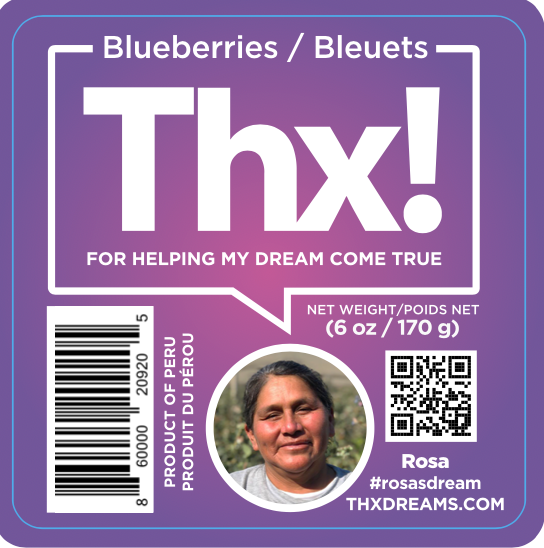 Blueberries / Bleuets
Thx!
FOR HELPING MY DREAM COME TRUE
NET WEIGHT/POIDS NET
(6 oz / 170 g)
PRODUCT OF PERU
PRODUIT DU PÉROU
8 60000 20920 5
Rosa
#rosasdream
THXDREAMS.COM